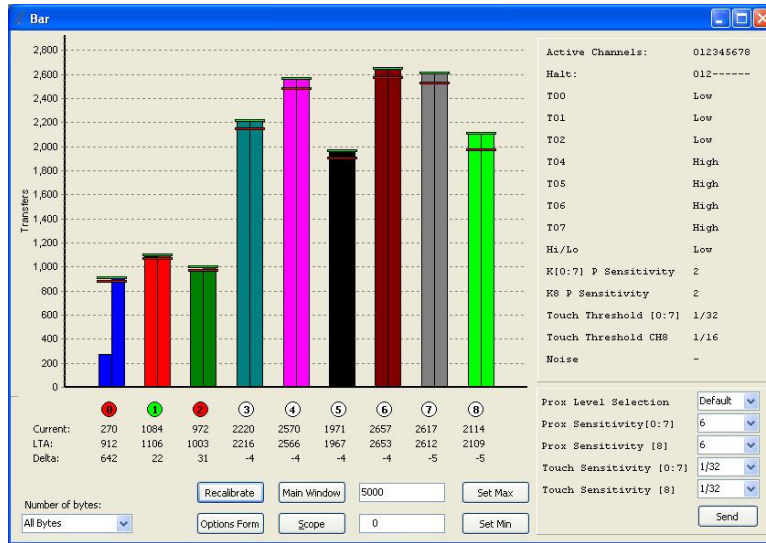 Bar
2,800
2,600
2,400
2,200
2,000
1,800
1,600
1,400
1,200
1,000
800
600
400
200
0
Transfers
0 1 2 3 4 5 6 7 8
Current: 270 1084 972 2220 2570 1971 2657 2617 2114
LTA: 912 1106 1003 2216 2566 1967 2653 2612 2109
Delta: 642 22 31 -4 -4 -4 -4 -5 -5
Number of bytes:
All Bytes
Recalibrate Main Window 5000 Set Max
Options Form Scope 0 Set Min
Active Channels: 012345678
Halt: 012------
T00 Low
T01 Low
T02 Low
T04 High
T05 High
T06 High
T07 High
Hi/Lo Low
K[0:7] P Sensitivity 2
K8 P Sensitivity 2
Touch Threshold [0:7] 1/32
Touch Threshold CH8 1/16
Noise -
Prox Level Selection Default
Prox Sensitivity[0:7] 6
Prox Sensitivity [8] 6
Touch Sensitivity [0:7] 1/32
Touch Sensitivity [8] 1/32
Send